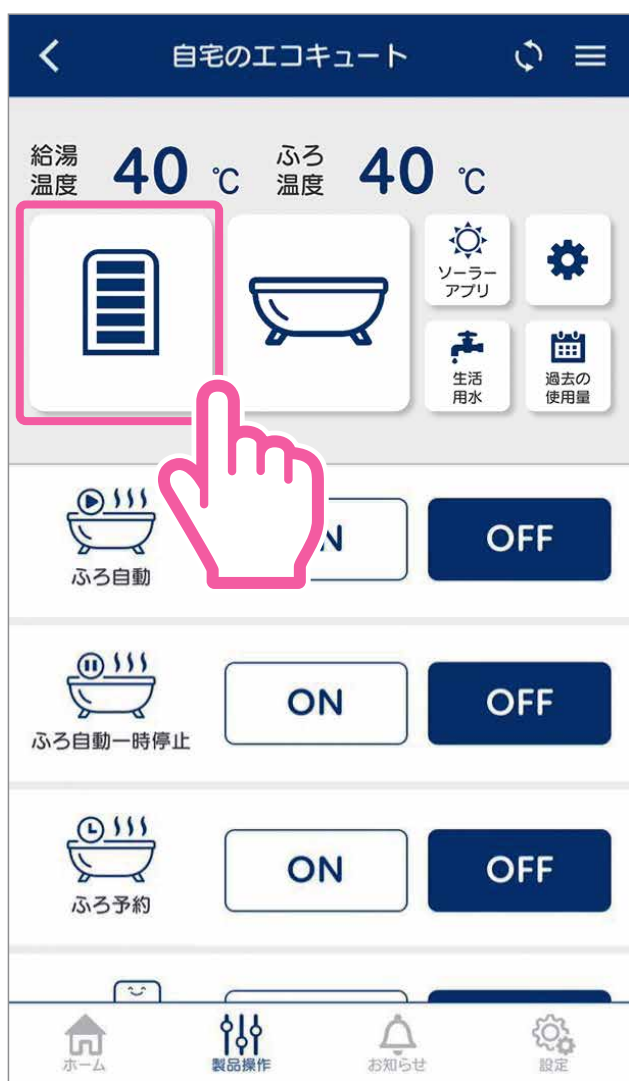 自宅のエコキュート
給湯
温度 40 ℃
ふろ
温度 40 ℃
ソーラー
アプリ
生活
用水
過去の
使用量
ふろ自動
N
OFF
ふろ自動一時停止
ON
OFF
ふろ予約
ON
OFF
ホーム
製品操作
お知らせ
設定